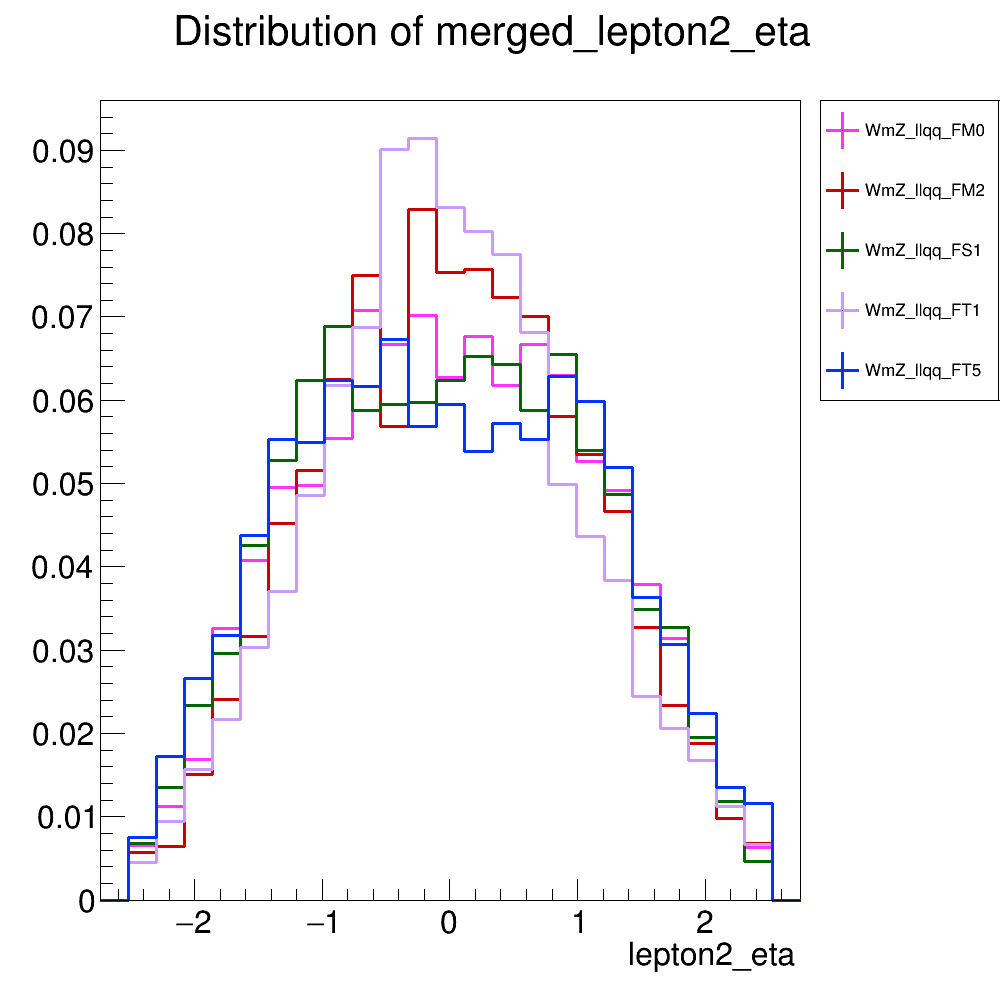 Distribution of merged_lepton2_eta
0.09
0.08
0.07
0.06
0.05
0.04
0.03
0.02
0.01
0
−2
−1
0
1
2
lepton2_eta
WmZ_llqq_FM0
WmZ_llqq_FM2
WmZ_llqq_FS1
WmZ_llqq_FT1
WmZ_llqq_FT5